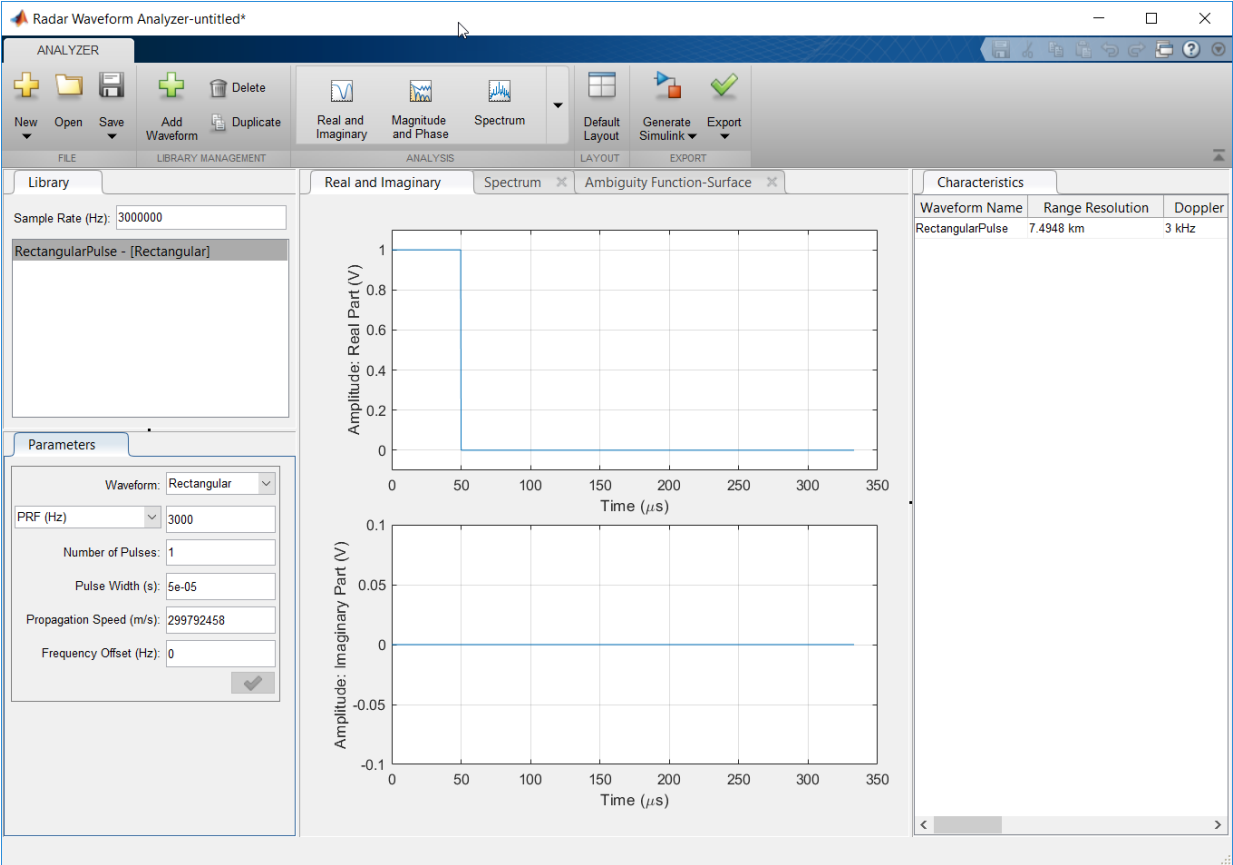 Radar Waveform Analyzer-untitled*
ANALYZER
New
Open
Save
Add
Waveform
Delete
Duplicate
Real and
Imaginary
Magnitude
and Phase
Spectrum
Default
Layout
Generate
Simulink
Export
FILE
LIBRARY MANAGEMENT
ANALYSIS
LAYOUT
EXPORT
Library
Sample Rate (Hz): 3000000
RectangularPulse - [Rectangular]
Parameters
Waveform: Rectangular
PRF (Hz) 3000
Number of Pulses: 1
Pulse Width (s): 5e-05
Propagation Speed (m/s): 299792458
Frequency Offset (Hz): 0
Real and Imaginary Spectrum Ambiguity Function-Surface
Amplitude: Real Part (V)
1
0.8
0.6
0.4
0.2
0
0 50 100 150 200 250 300 350
Time (μs)
Amplitude: Imaginary Part (V)
0.1
0.05
0
-0.05
-0.1
0 50 100 150 200 250 300 350
Time (μs)
Characteristics
Waveform Name Range Resolution Doppler
RectangularPulse 7.4948 km 3 kHz